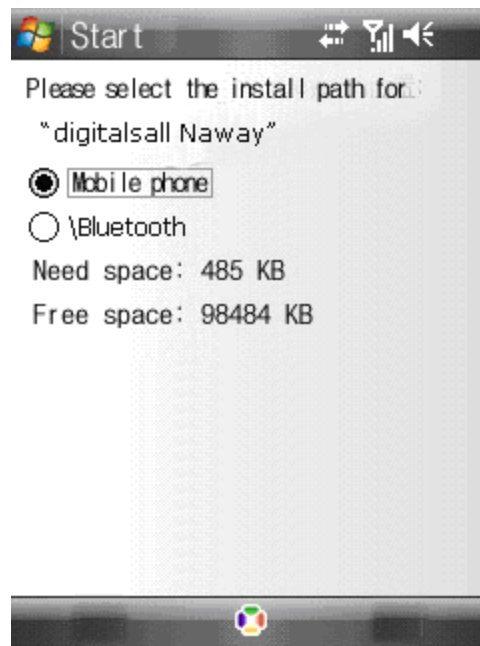 Start
Please select the install path for:
"digitalsall Naway"
Mobile phone
\Bluetooth
Need space: 485 KB
Free space: 98484 KB